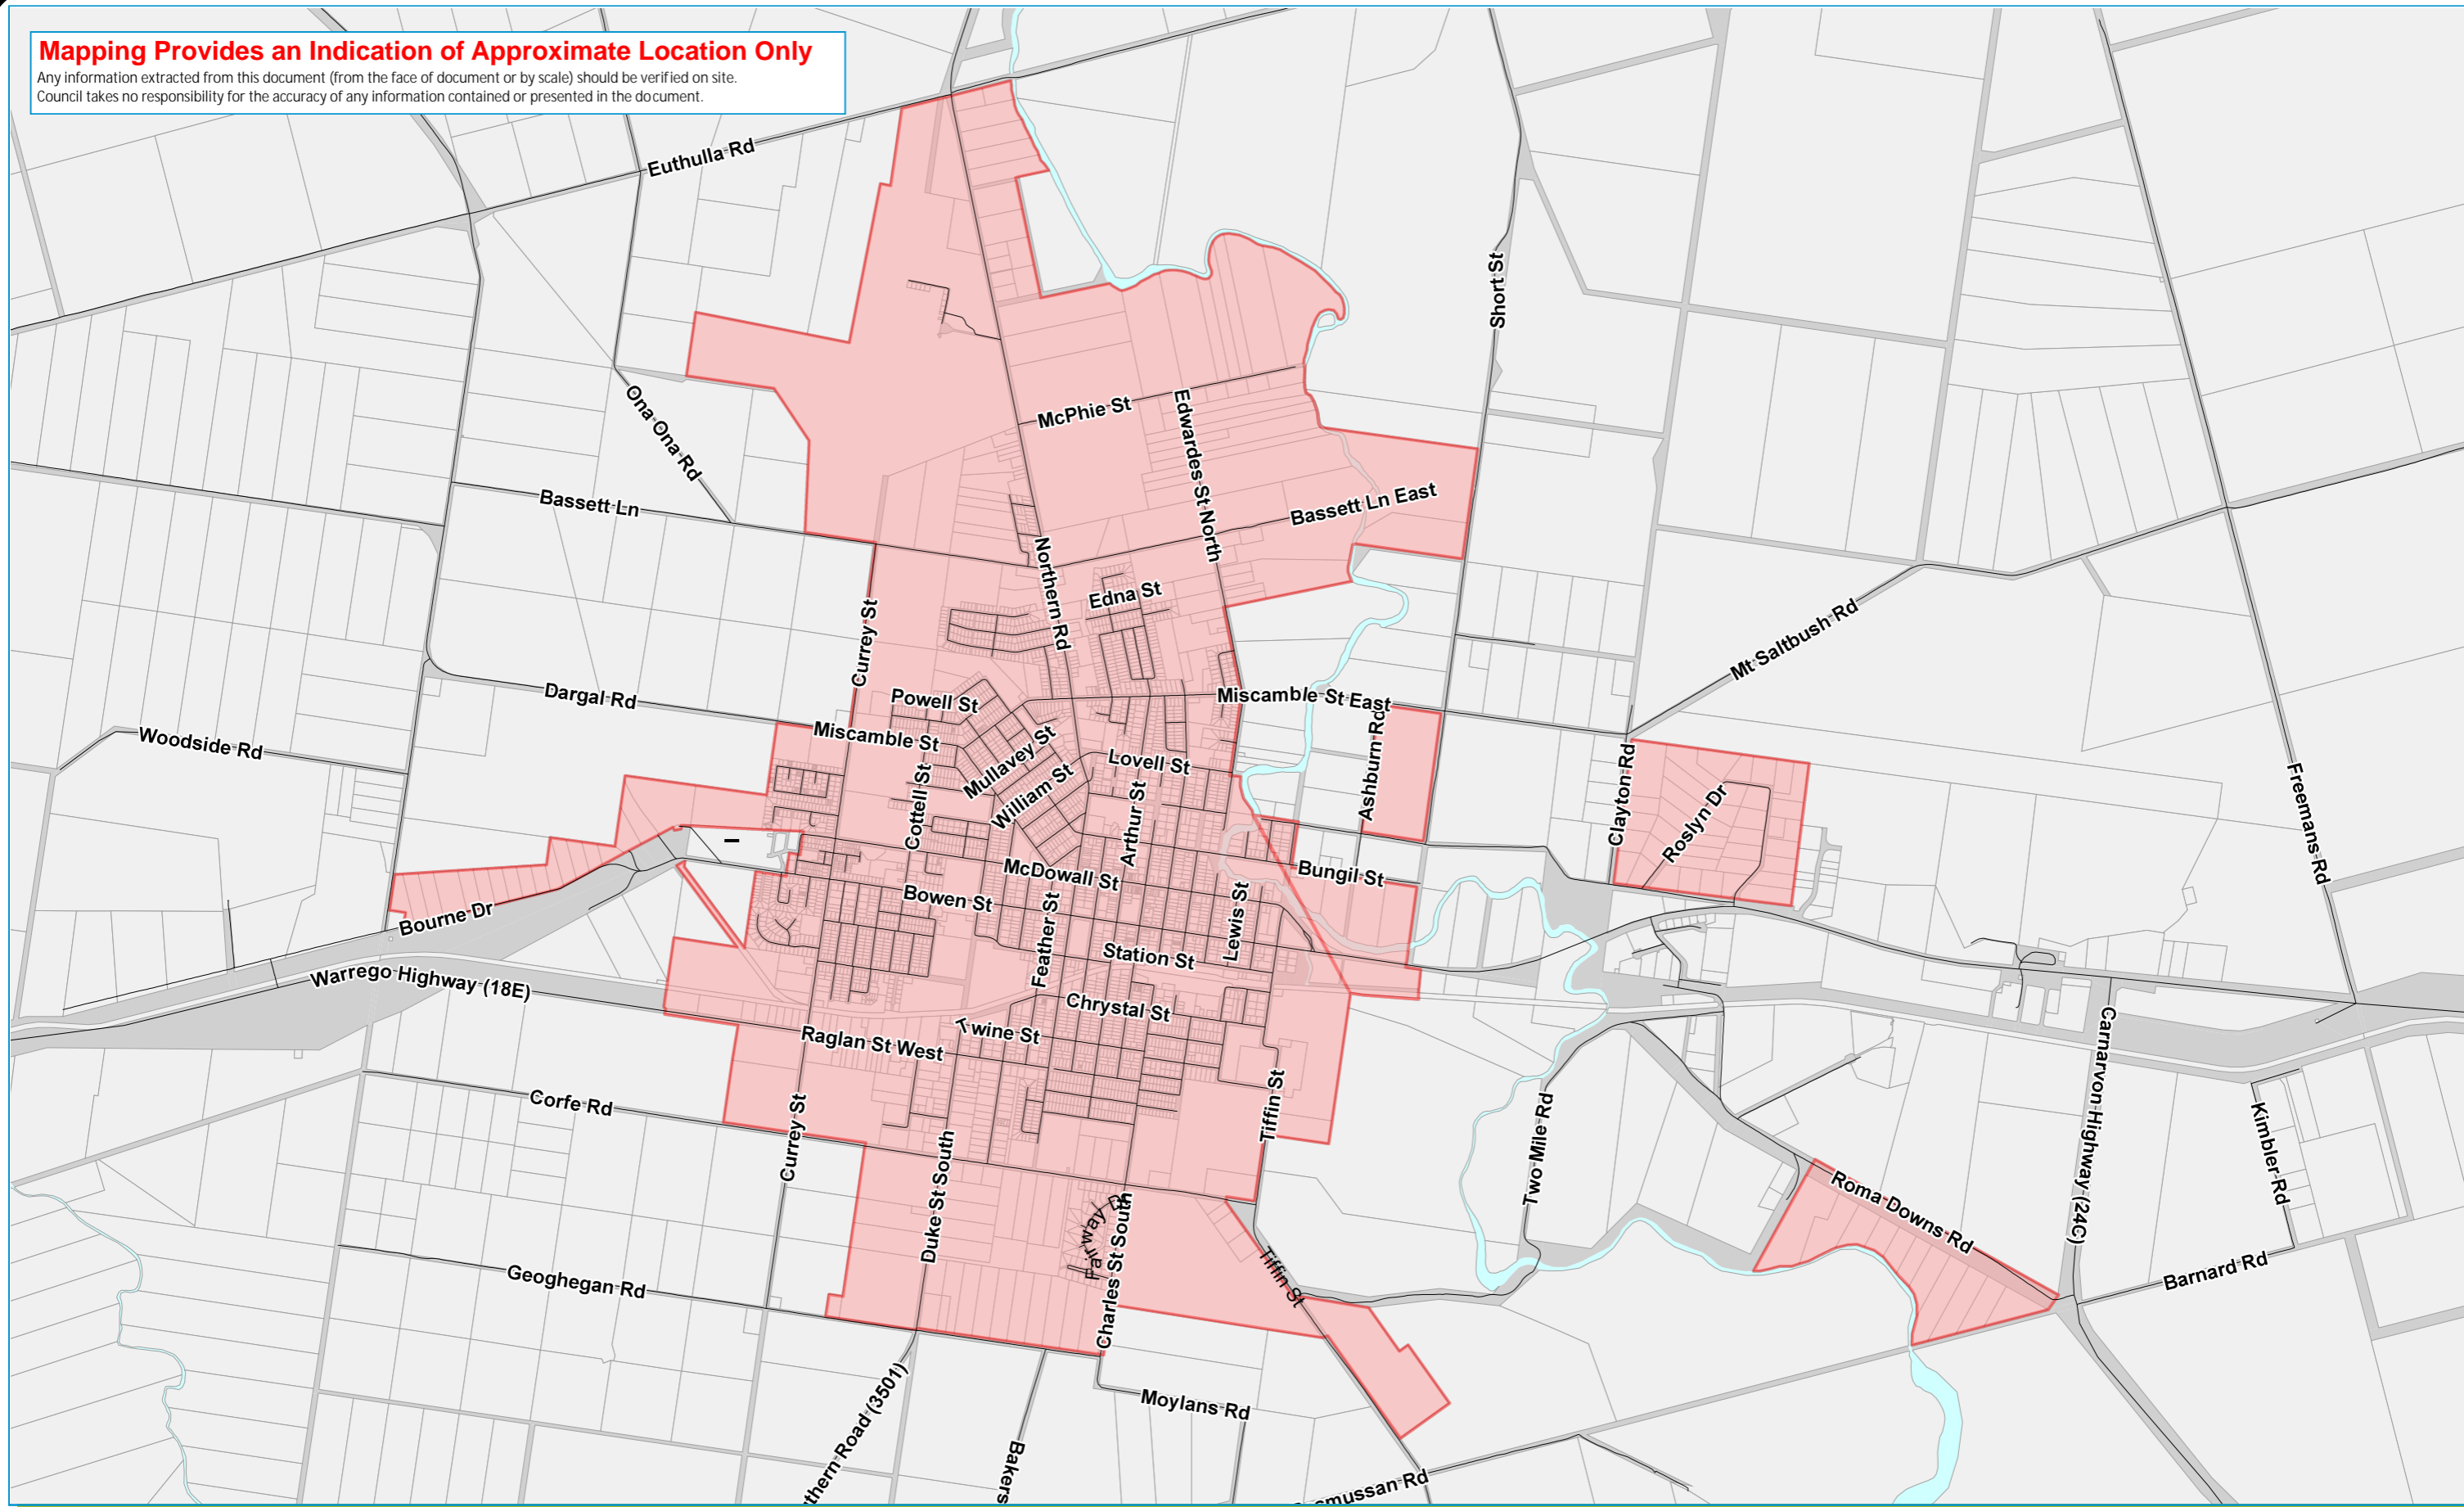 Mapping Provides an Indication of Approximate Location Only
Any information extracted from this document (from the face of document or by scale) should be verified on site.
Council takes no responsibility for the accuracy of any information contained or presented in the document.
Euthulla Rd
Short St
Ona Ona Rd
McPhie St
Edwardes St North
Bassett Ln
Bassett Ln East
Northern Rd
Edna St
Currey St
Mt Saltbush Rd
Dargal Rd
Powell St
Miscamble St East
Woodside Rd
Miscamble St
Mullavey St
Lovell St
Ashburn Rd
Clayton Rd
Freemans Rd
William St
Cottell St
Arthur St
Roslyn Dr
McDowall St
Bungil St
Bowen St
Bourne Dr
Feather St
Lewis St
Station St
Warrego Highway (18E)
Chrystal St
Twine St
Raglan St West
Carnarvon Highway (24C)
Corfe Rd
Currey St
Tiffin St
Two Mile Rd
Kimbler Rd
Duke St South
Fairway Dr
Charles St South
Roma Downs Rd
Geoghegan Rd
Tiffin St
Barnard Rd
Moylans Rd
thern Road (3501)
Bakers
smussan Rd